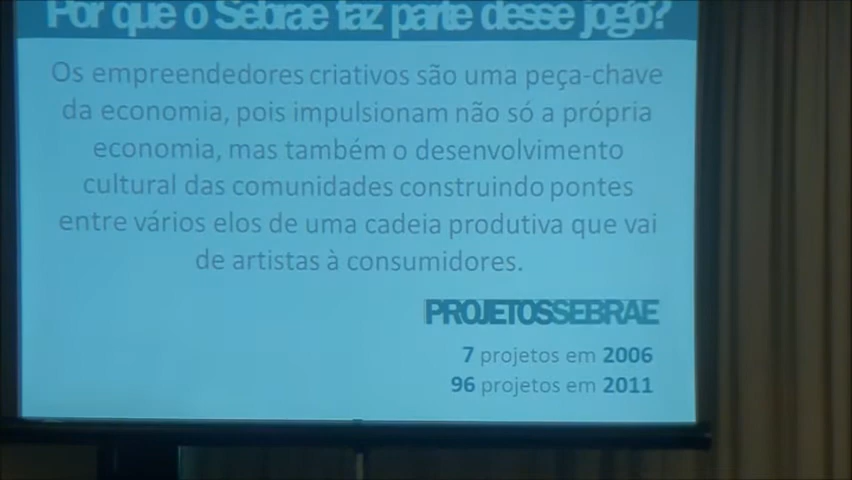 Por que o Sebrae faz parte desse jogo?
Os empreendedores criativos são uma peça-chave
da economia, pois impulsionam não só a própria
economia, mas também o desenvolvimento
cultural das comunidades construindo pontes
entre vários elos de uma cadeia produtiva que vai
de artistas à consumidores.
PROJETOSSEBRAE
7 projetos em 2006
96 projetos em 2011